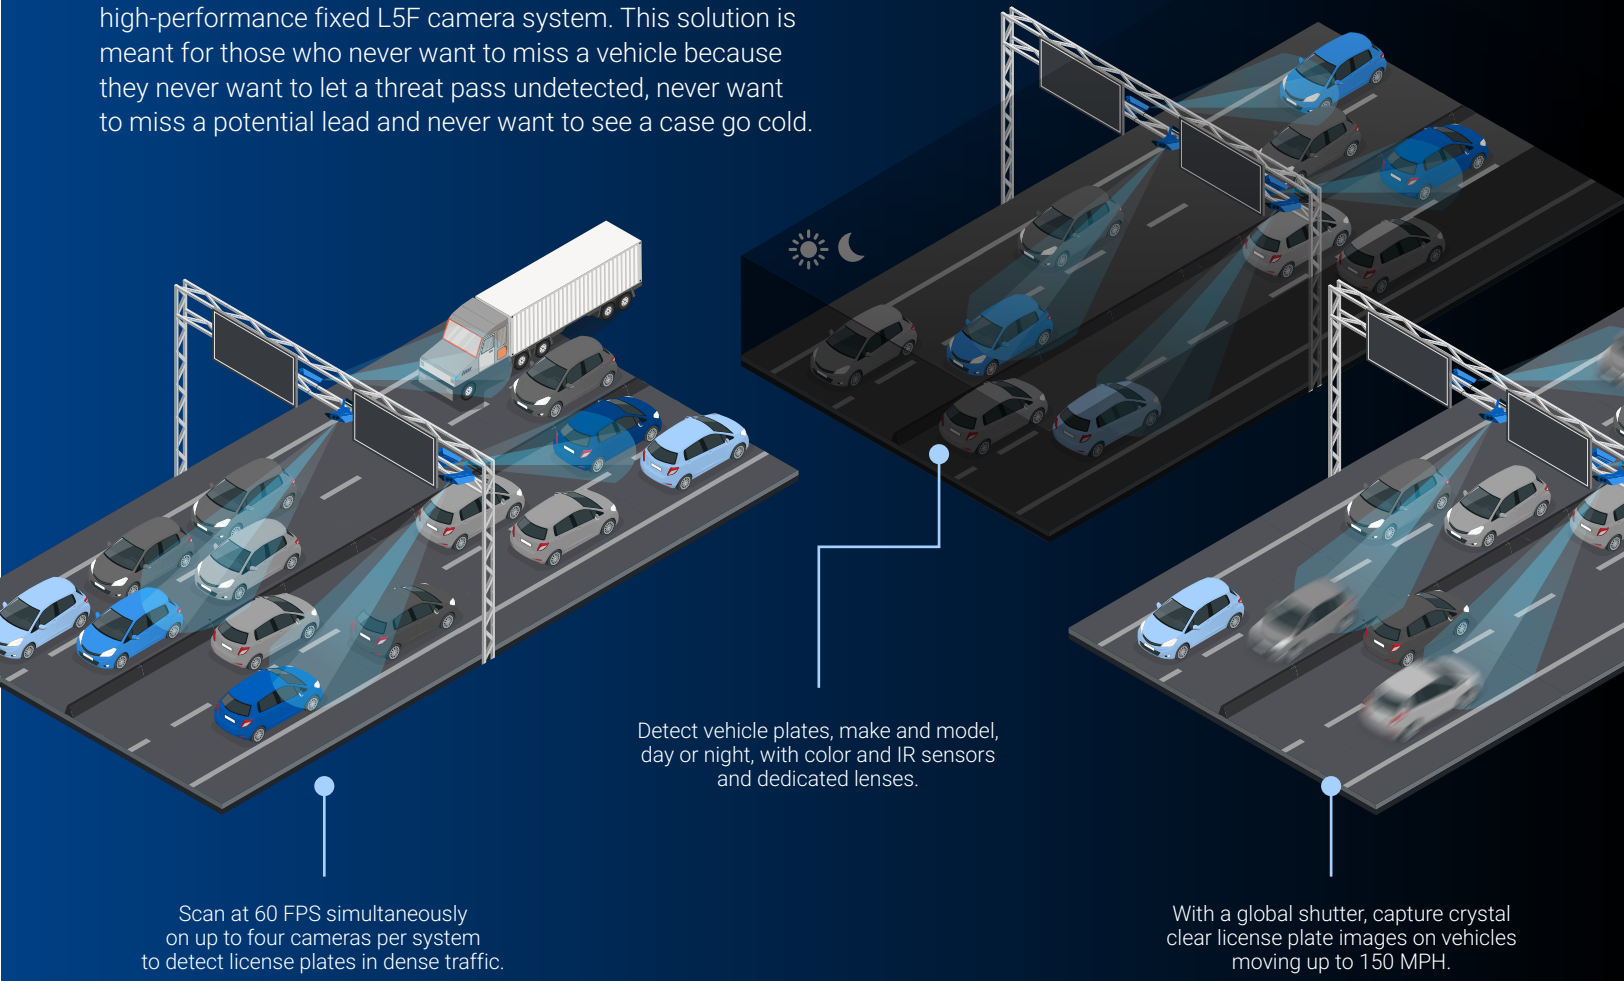 high-performance fixed L5F camera system. This solution is
meant for those who never want to miss a vehicle because
they never want to let a threat pass undetected, never want
to miss a potential lead and never want to see a case go cold.
Detect vehicle plates, make and model,
day or night, with color and IR sensors
and dedicated lenses.
Scan at 60 FPS simultaneously
on up to four cameras per system
to detect license plates in dense traffic.
With a global shutter, capture crystal
clear license plate images on vehicles
moving up to 150 MPH.